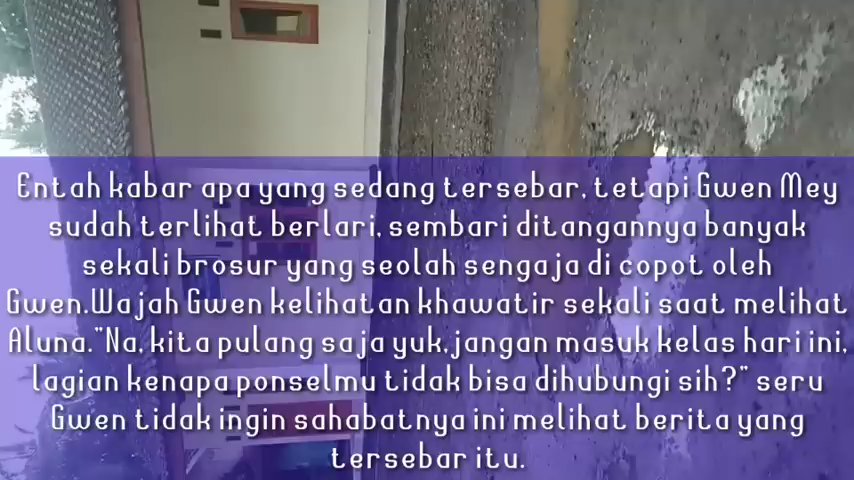 Entah kabar apa yang sedang tersebar, tetapi Gwen Mey
sudah terlihat berlari, sembari ditangannya banyak
sekali brosur yang seolah sengaja di copot oleh
Gwen.Wajah Gwen kelihatan khawatir sekali saat melihat
Aluna."Na, kita pulang saja yuk,jangan masuk kelas hari ini,
lagian kenapa ponselmu tidak bisa dihubungi sih?" seru
Gwen tidak ingin sahabatnya ini melihat berita yang
tersebar itu.